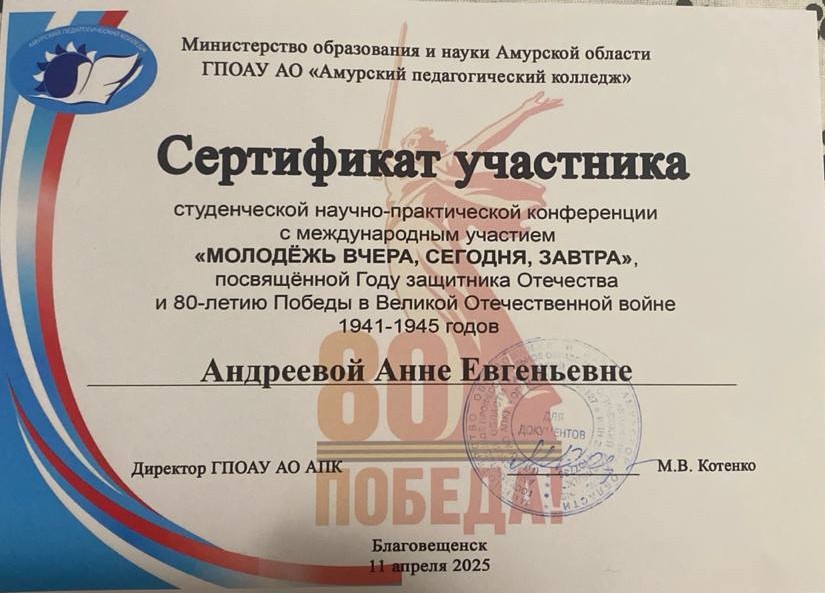 АМУРСКИЙ ПЕДАГОГИЧЕСКИЙ КОЛЛЕДЖ
Министерство образования и науки Амурской области
ГПОАУ АО «Амурский педагогический колледж»
Сертификат участника
студенческой научно-практической конференции
с международным участием
«МОЛОДЁЖЬ ВЧЕРА, СЕГОДНЯ, ЗАВТРА»,
посвящённой Году защитника Отечества
и 80-летию Победы в Великой Отечественной войне
1941-1945 годов
Андреевой Анне Евгеньевне
80
ПОБЕДА!
ДЛЯ
ДОКУМЕНТОВ
Директор ГПОАУ АО АПК
М.В. Котенко
Благовещенск
11 апреля 2025